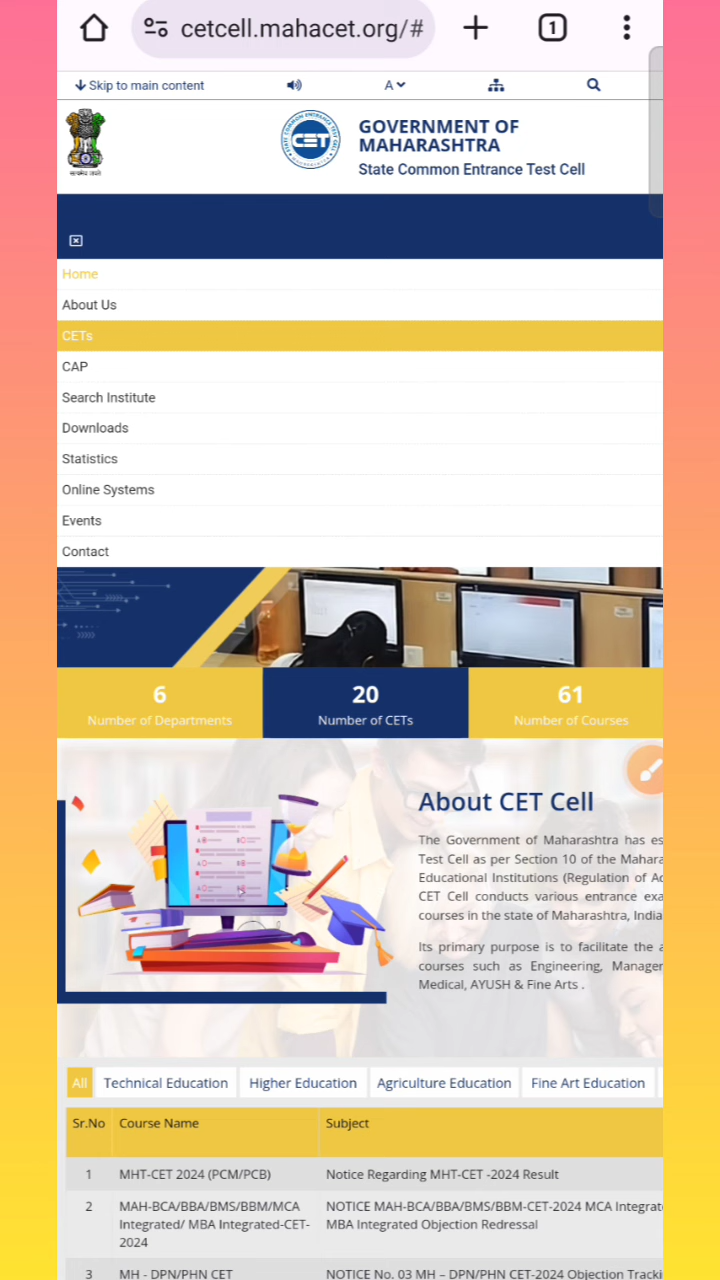 cetcell.mahacet.org/#
1
Skip to main content
A
सत्यमेव जयते
CET
GOVERNMENT OF
MAHARASHTRA
State Common Entrance Test Cell
Home
About Us
CETs
CAP
Search Institute
Downloads
Statistics
Online Systems
Events
Contact
6
Number of Departments
20
Number of CETs
61
Number of Courses
About CET Cell
The Government of Maharashtra has es
Test Cell as per Section 10 of the Mahara
Educational Institutions (Regulation of Ac
CET Cell conducts various entrance exa
courses in the state of Maharashtra, India
Its primary purpose is to facilitate the a
courses such as Engineering, Manager
Medical, AYUSH & Fine Arts .
All
Technical Education
Higher Education
Agriculture Education
Fine Art Education
Sr.No
Course Name
Subject
1
MHT-CET 2024 (PCM/PCB)
Notice Regarding MHT-CET -2024 Result
2
MAH-BCA/BBA/BMS/BBM/MCA
Integrated/ MBA Integrated-CET-
2024
NOTICE MAH-BCA/BBA/BMS/BBM-CET-2024 MCA Integrat
MBA Integrated Objection Redressal
3
MH - DPN/PHN CET
NOTICE No. 03 MH – DPN/PHN CET-2024 Objection Tracki